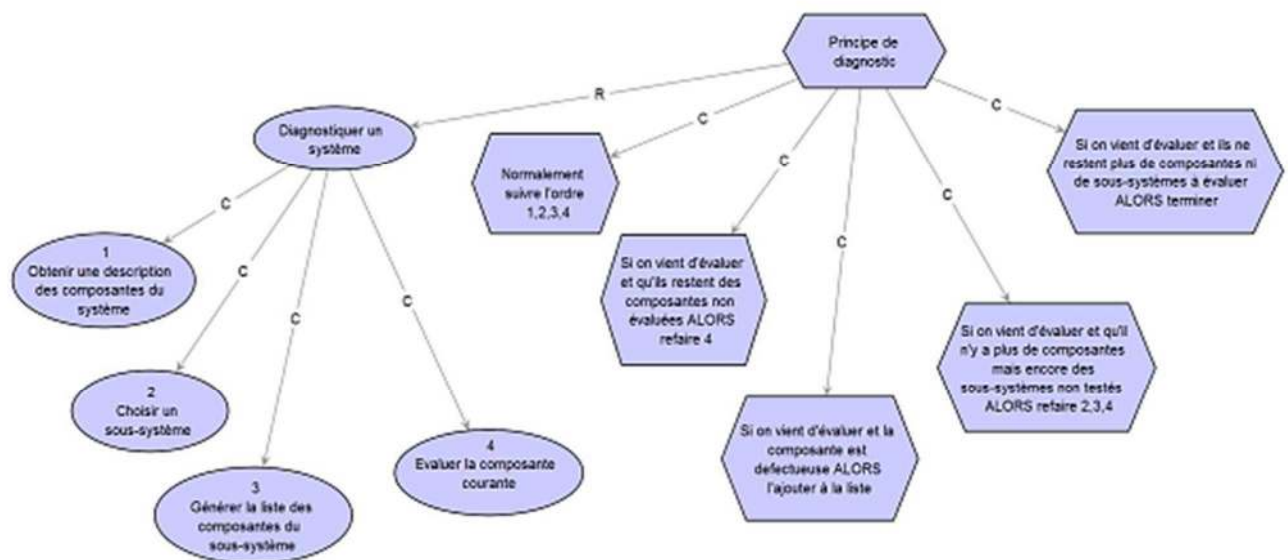 Principe de
diagnostic
R
C
C
C
C
C
Diagnostiquer un
système
Normalement
suivre l'ordre
1,2,3,4
Si on vient d'évaluer et ils ne
restent plus de composantes ni
de sous-systèmes à évaluer
ALORS terminer
C
C
C
C
1
Obtenir une description
des composantes du
système
Si on vient d'évaluer
et qu'ils restent des
composantes non
évaluées ALORS
refaire 4
Si on vient d'évaluer et qu'il
n'y a plus de composantes
mais encore des
sous-systèmes non testés
ALORS refaire 2,3,4
2
Choisir un
sous-système
Si on vient d'évaluer et la
composante est
defectueuse ALORS
l'ajouter à la liste
4
Evaluer la composante
courante
3
Générer la liste des
composantes du
sous-système